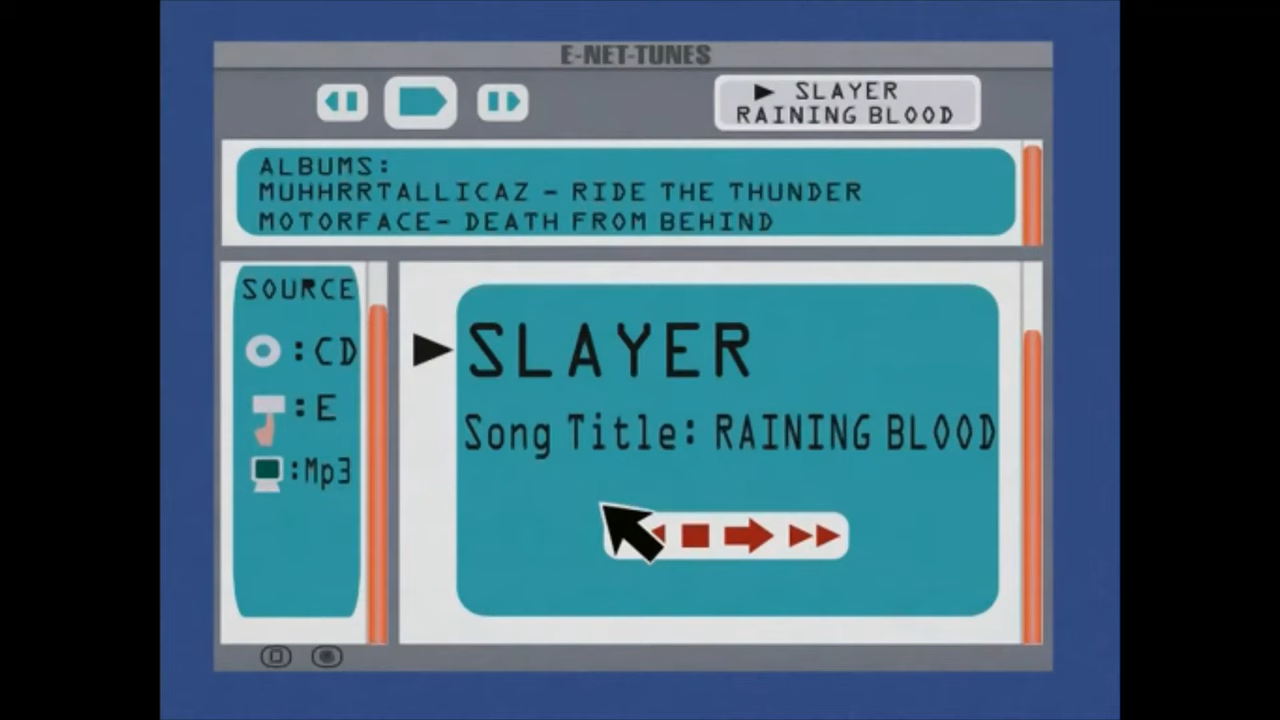 E-NET-TUNES
SLAYER
RAINING BLOOD
ALBUMS:
MUHHRRTALLICAZ - RIDE THE THUNDER
MOTORFACE- DEATH FROM BEHIND
SOURCE
:CD
:E
:Mp3
SLAYER
Song Title: RAINING BLOOD